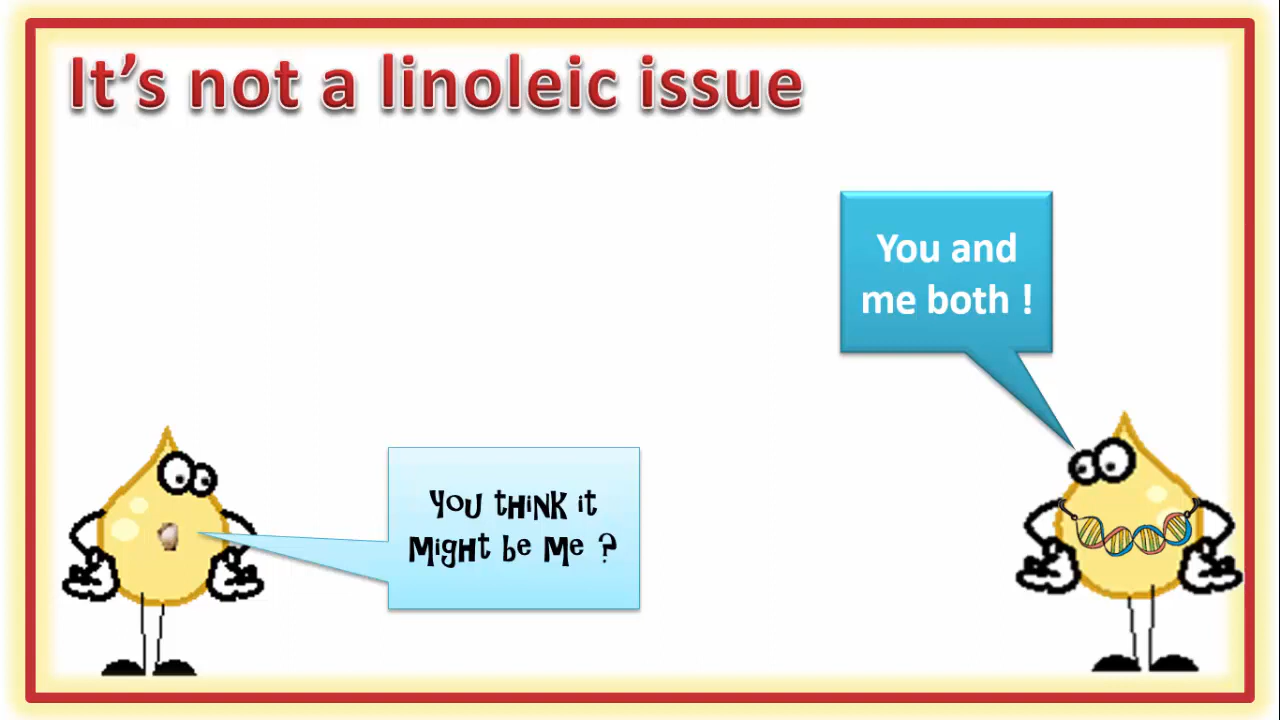 It's not a linoleic issue
You and
me both !
You think it
Might be Me ?